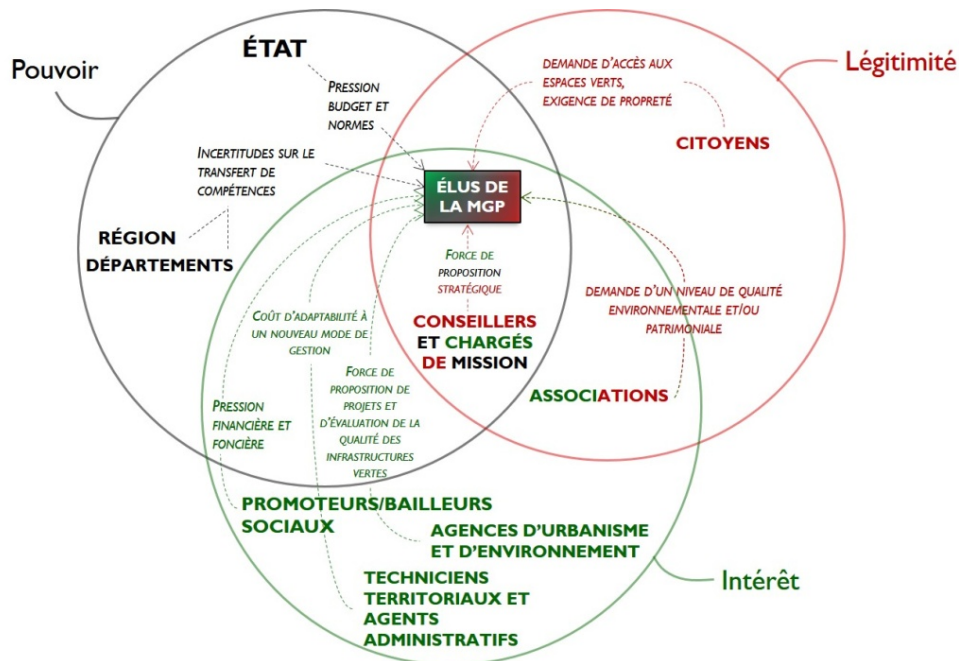 Pouvoir
ÉTAT
PRESSION
BUDGET ET
NORMES
DEMANDE D'ACCÈS AUX
ESPACES VERTS,
EXIGENCE DE PROPRETÉ
Légitimité
CITOYENS
INCERTITUDES SUR LE
TRANSFERT DE
COMPÉTENCES
ÉLUS DE
LA MGP
RÉGION
DÉPARTEMENTS
FORCE DE
PROPOSITION
STRATÉGIQUE
DEMANDE D'UN NIVEAU DE QUALITÉ
ENVIRONNEMENTALE ET/OU
PATRIMONIALE
COÛT D'ADAPTABILITÉ À
UN NOUVEAU MODE DE
GESTION
CONSEILLERS
ET CHARGÉS
DE MISSION
FORCE DE
PROPOSITION DE
PROJETS ET
D'ÉVALUATION DE LA
QUALITÉ DES
INFRASTRUCTURES
VERTES
ASSOCIATIONS
PRESSION
FINANCIÈRE ET
FONCIÈRE
PROMOTEURS/BAILLEURS
SOCIAUX
AGENCES D'URBANISME
ET D'ENVIRONNEMENT
TECHNICIENS
TERRITORIAUX ET
AGENTS
ADMINISTRATIFS
Intérêt